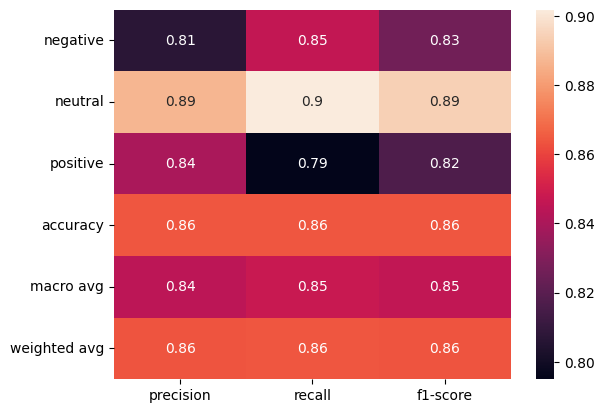 negative 0.81 0.85 0.83
neutral 0.89 0.9 0.89
positive 0.84 0.79 0.82
accuracy 0.86 0.86 0.86
macro avg 0.84 0.85 0.85
weighted avg 0.86 0.86 0.86
precision recall f1-score
0.90
0.88
0.86
0.84
0.82
0.80